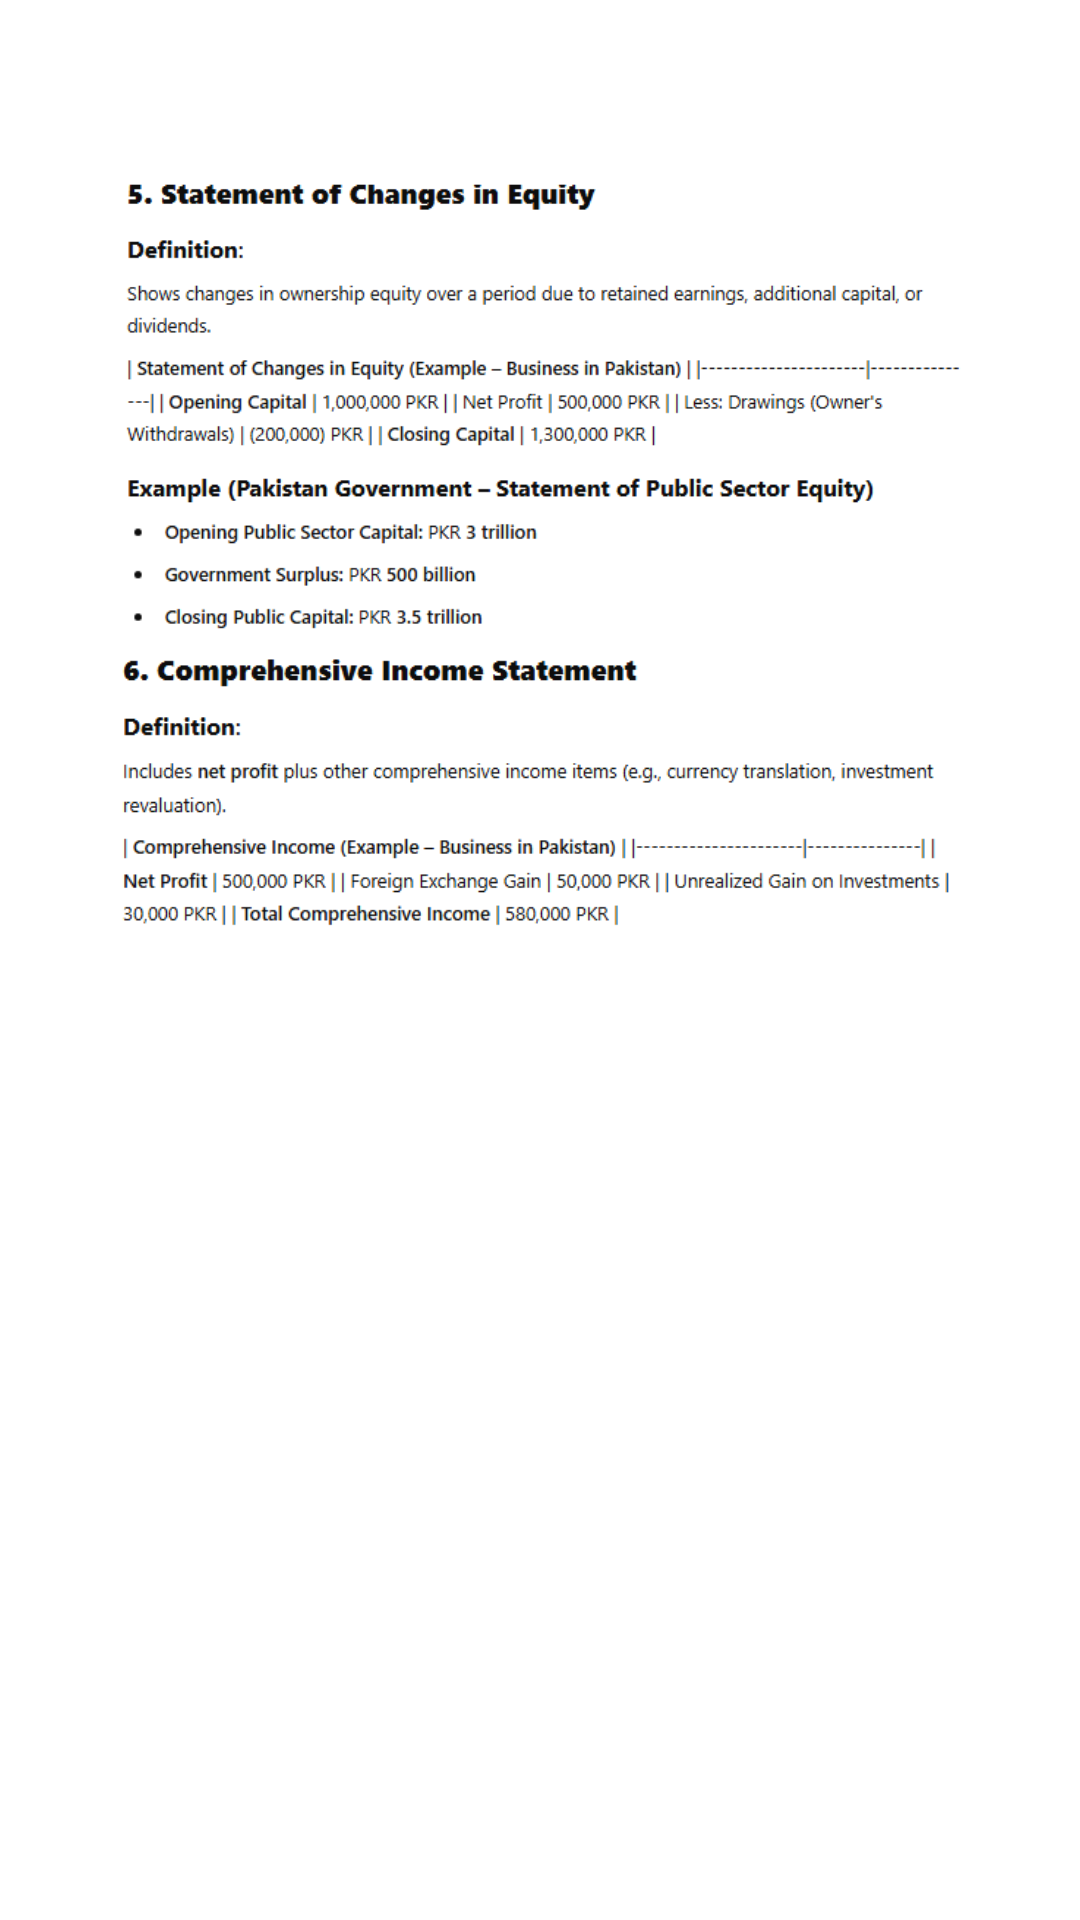 5. Statement of Changes in Equity
Definition:
Shows changes in ownership equity over a period due to retained earnings, additional capital, or
dividends.
| Statement of Changes in Equity (Example – Business in Pakistan) | |----------------------|------------
---| | Opening Capital | 1,000,000 PKR | | Net Profit | 500,000 PKR | | Less: Drawings (Owner's
Withdrawals) | (200,000) PKR | | Closing Capital | 1,300,000 PKR |
Example (Pakistan Government – Statement of Public Sector Equity)
• Opening Public Sector Capital: PKR 3 trillion
• Government Surplus: PKR 500 billion
• Closing Public Capital: PKR 3.5 trillion
6. Comprehensive Income Statement
Definition:
Includes net profit plus other comprehensive income items (e.g., currency translation, investment
revaluation).
| Comprehensive Income (Example – Business in Pakistan) | |----------------------|---------------| |
Net Profit | 500,000 PKR | | Foreign Exchange Gain | 50,000 PKR | | Unrealized Gain on Investments |
30,000 PKR | | Total Comprehensive Income | 580,000 PKR |